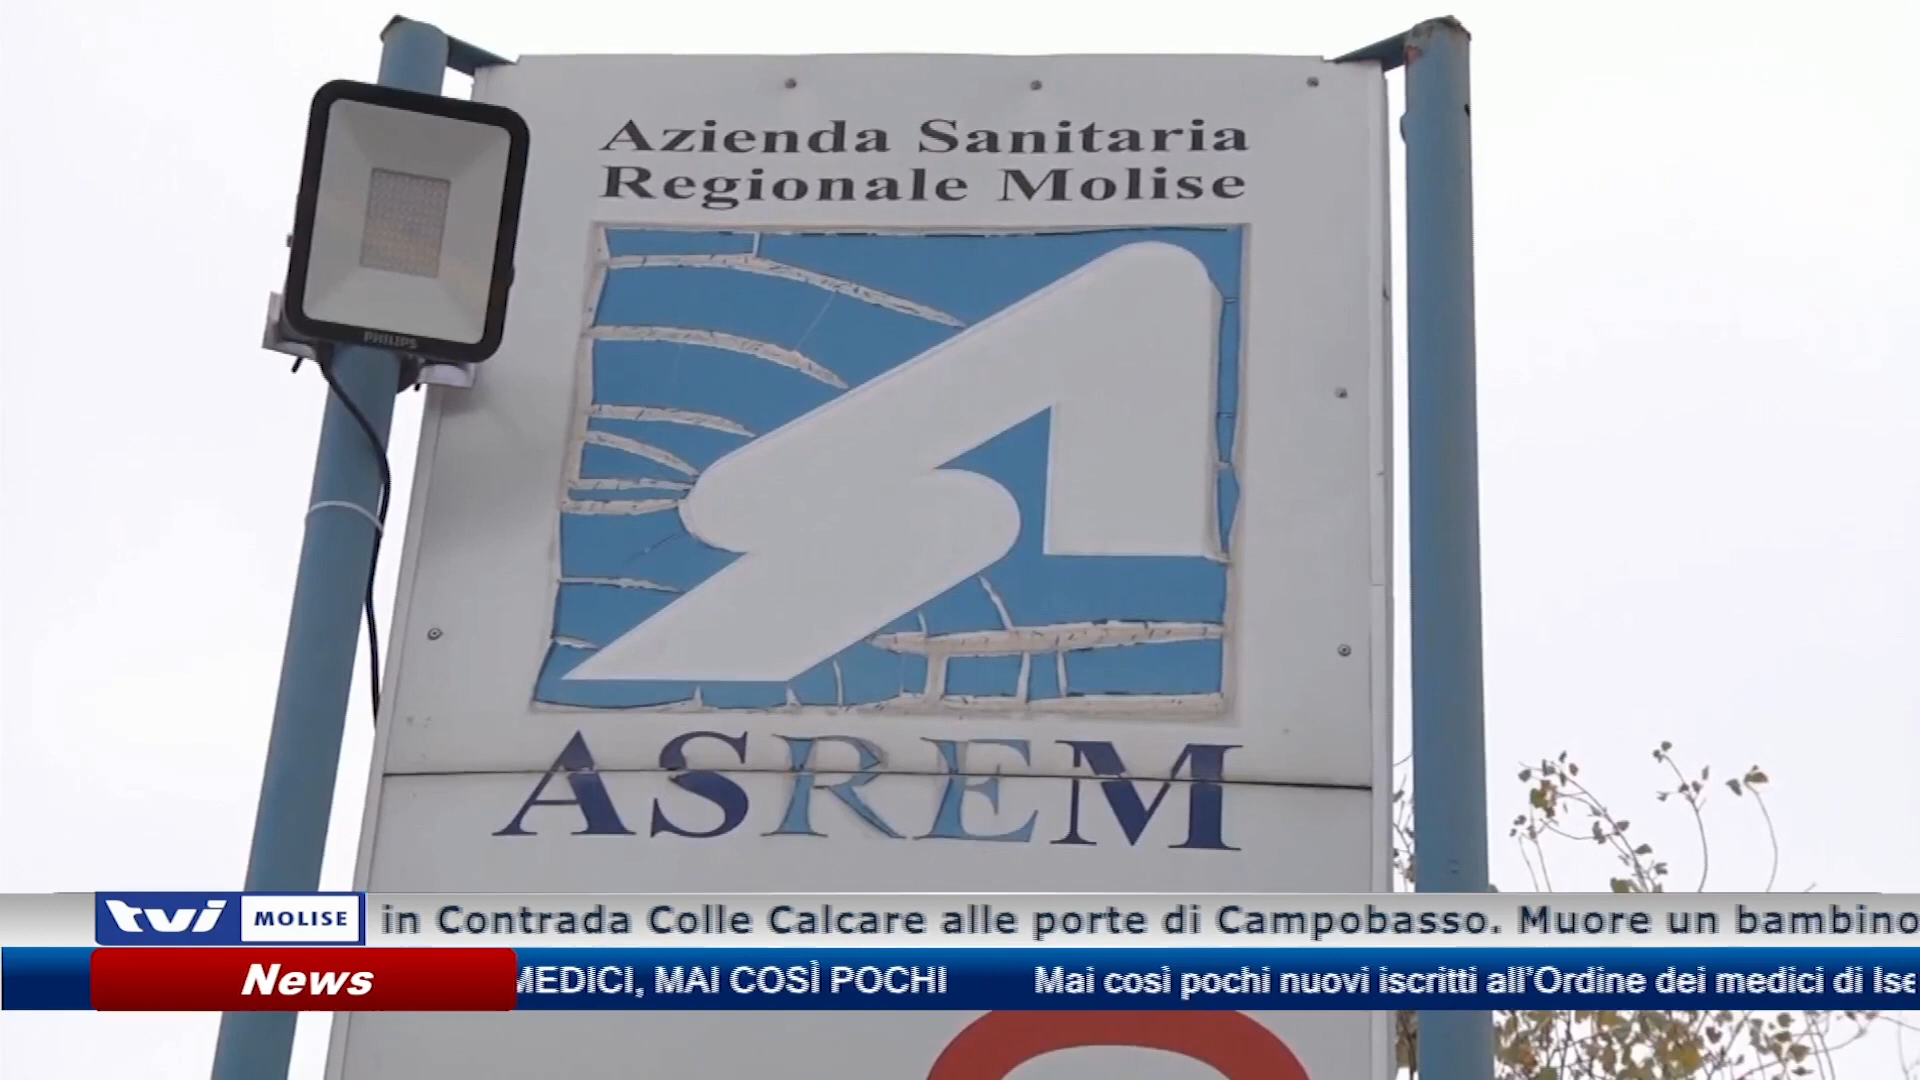 PHILIPS
Azienda Sanitaria
Regionale Molise
ASREM
tvi MOLISE
in Contrada Colle Calcare alle porte di Campobasso. Muore un bambino
News
MEDICI, MAI COSÌ POCHI Mai così pochi nuovi iscritti all'Ordine dei medici di Ise